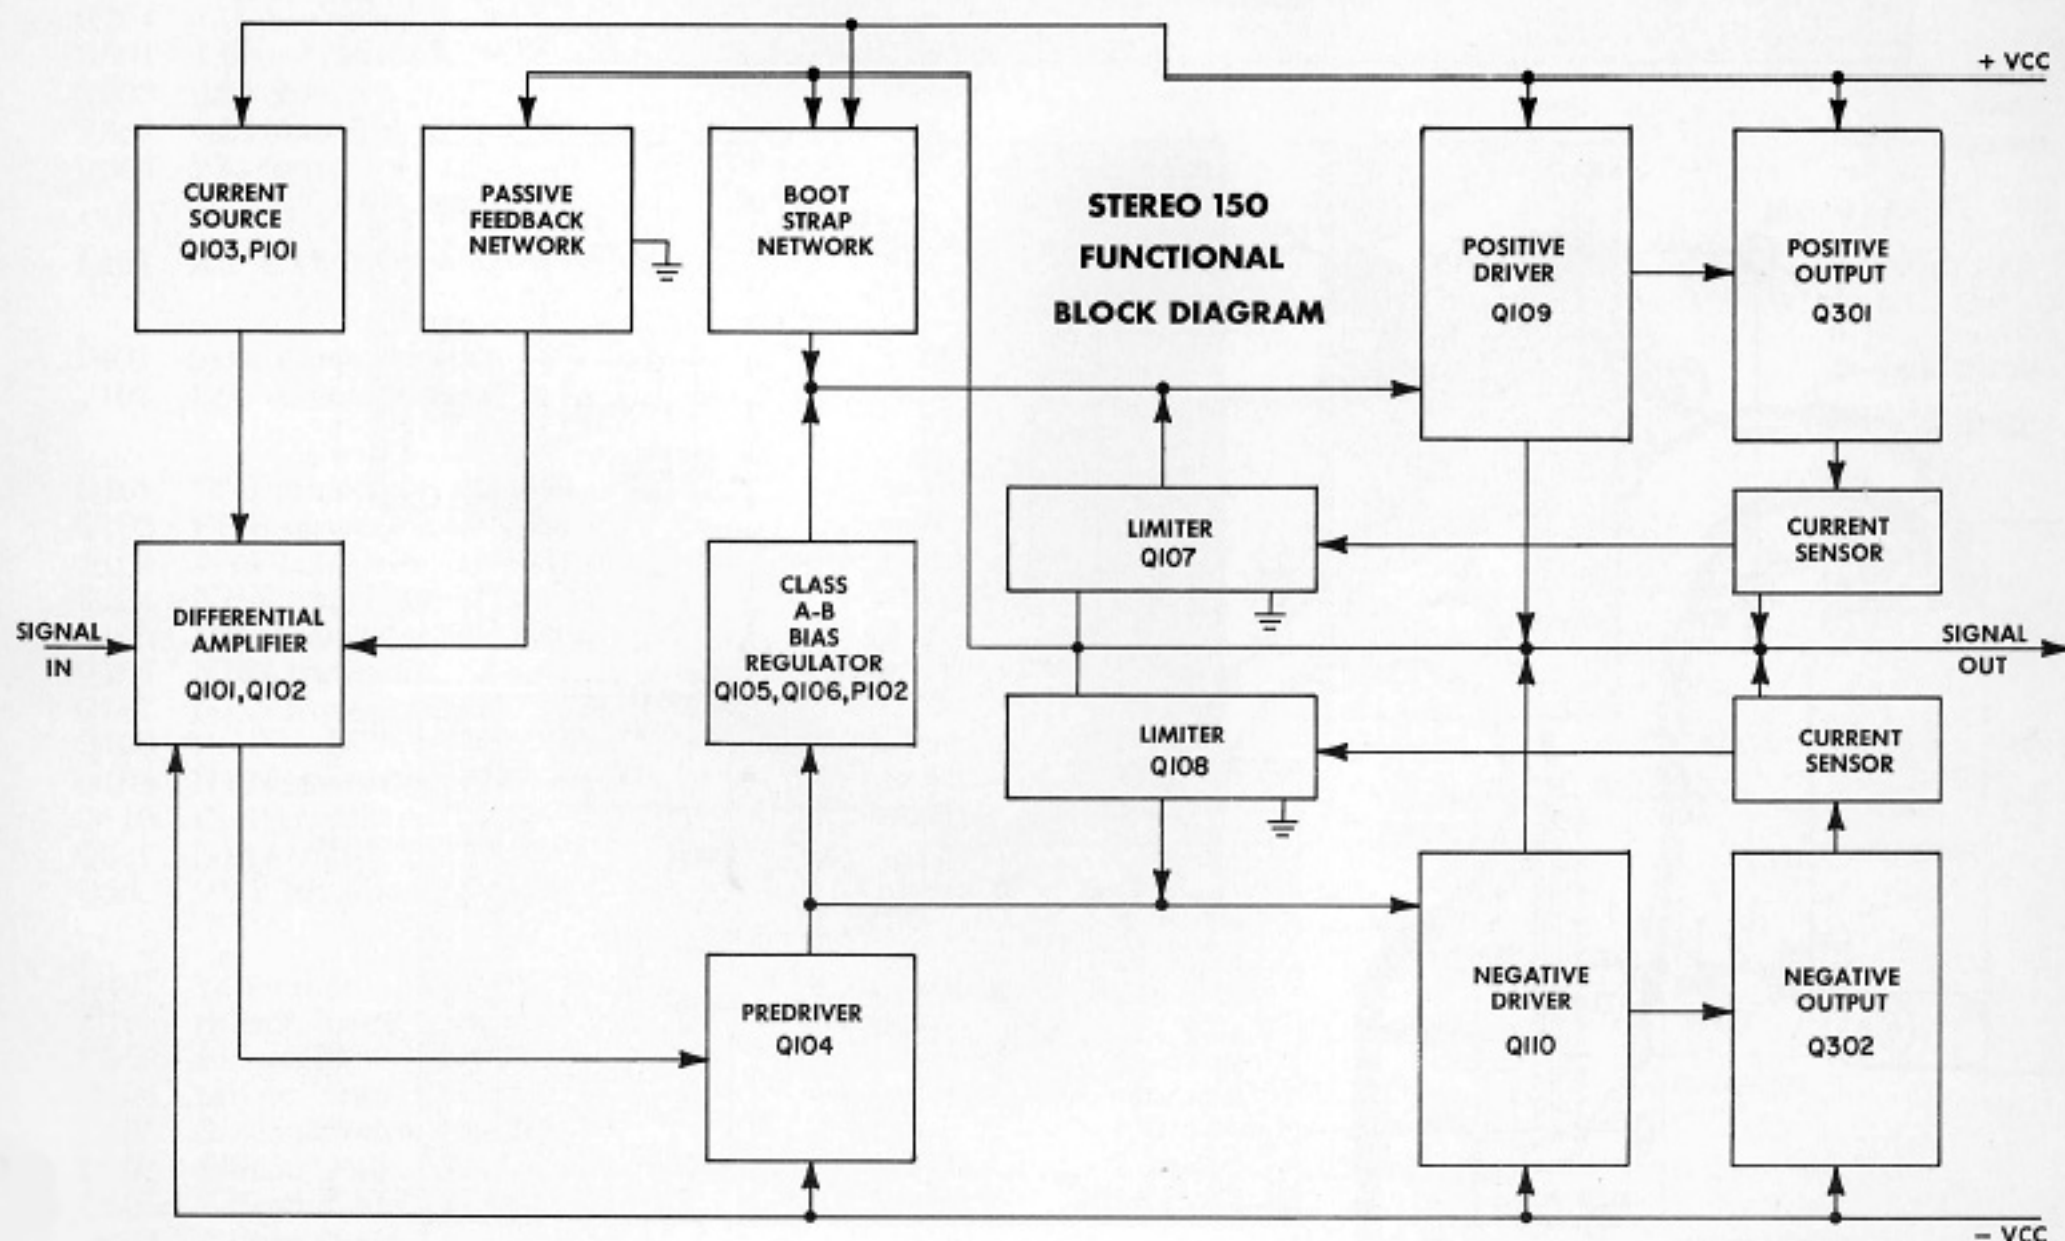 + VCC
CURRENT
SOURCE
Q103,P101
PASSIVE
FEEDBACK
NETWORK
BOOT
STRAP
NETWORK
STEREO 150
FUNCTIONAL
BLOCK DIAGRAM
POSITIVE
DRIVER
Q109
POSITIVE
OUTPUT
Q301
LIMITER
Q107
CURRENT
SENSOR
SIGNAL
IN
DIFFERENTIAL
AMPLIFIER
Q101,Q102
CLASS
A-B
BIAS
REGULATOR
Q105,Q106,P102
SIGNAL
OUT
LIMITER
Q108
CURRENT
SENSOR
PREDRIVER
Q104
NEGATIVE
DRIVER
Q110
NEGATIVE
OUTPUT
Q302
– VCC